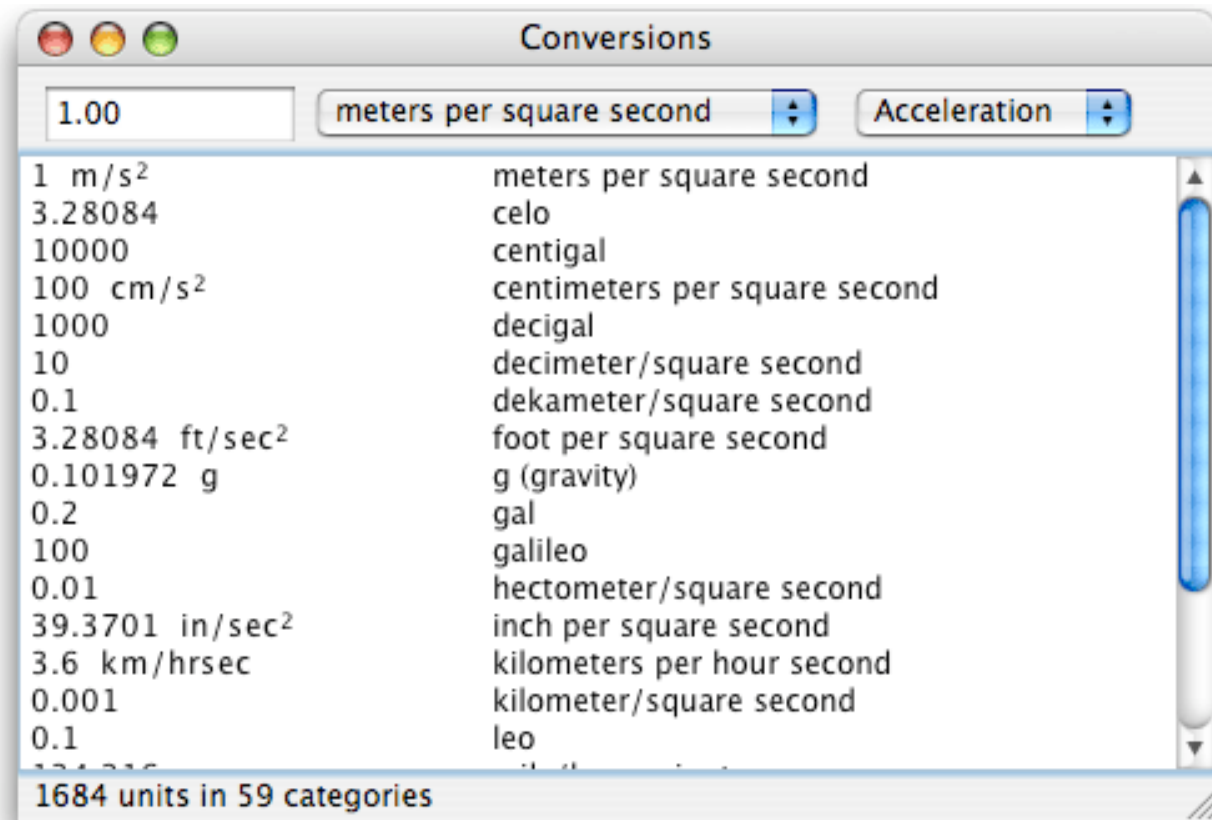 Conversions
1.00 meters per square second Acceleration
1 m/s² meters per square second
3.28084 celo
10000 centigal
100 cm/s² centimeters per square second
1000 decigal
10 decimeter/square second
0.1 dekameter/square second
3.28084 ft/sec² foot per square second
0.101972 g g (gravity)
0.2 gal
100 galileo
0.01 hectometer/square second
39.3701 in/sec² inch per square second
3.6 km/hrsec kilometers per hour second
0.001 kilometer/square second
0.1 leo
1684 units in 59 categories